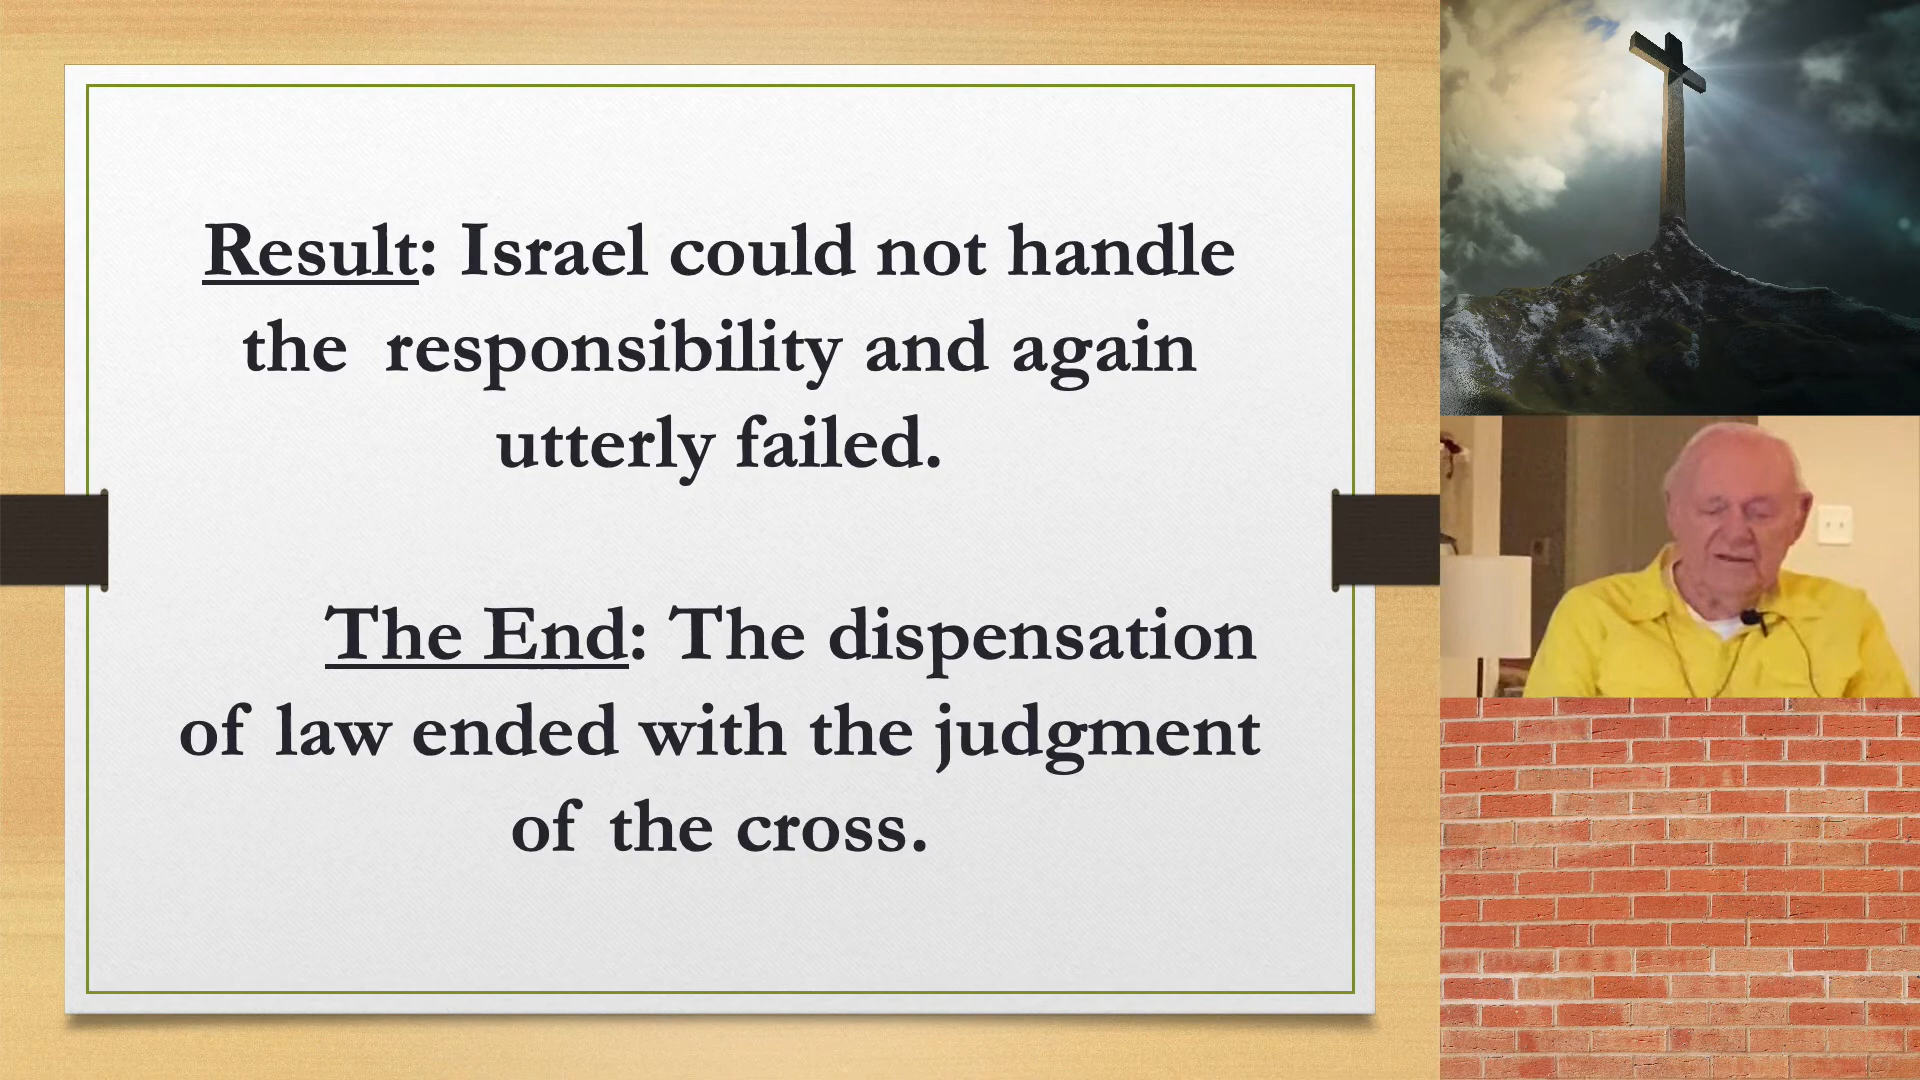 Result: Israel could not handle
the responsibility and again
utterly failed.
The End: The dispensation
of law ended with the judgment
of the cross.